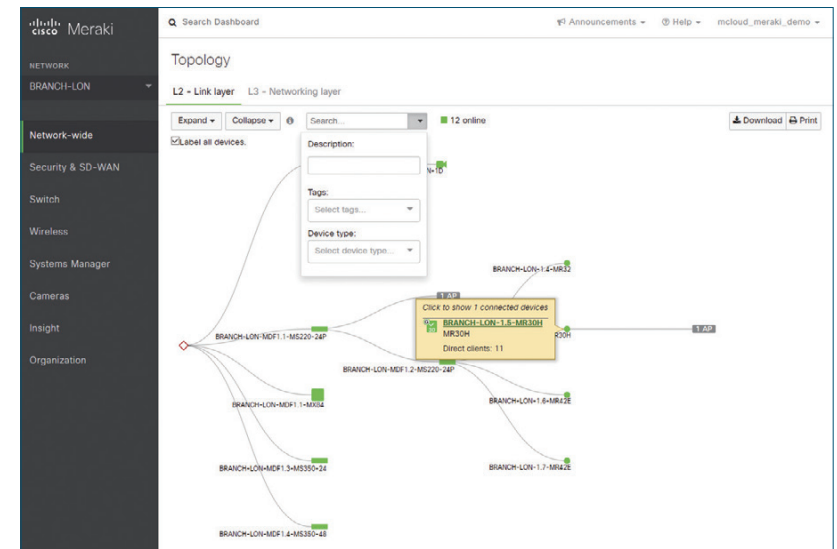 cisco Meraki
Search Dashboard
Announcements
Help
mcloud_meraki_demo
NETWORK
BRANCH-LON
Topology
L2 - Link layer
L3 - Networking layer
Expand
Collapse
Search...
12 online
Download
Print
Label all devices.
Network-wide
Security & SD-WAN
Switch
Wireless
Systems Manager
Cameras
Insight
Organization
Description:
N-1D
Tags:
Select tags...
Device type:
Select device type...
BRANCH-LON-1:4-MR32
1 AP
Click to show 1 connected devices
BRANCH-LON-1.5-MR30H
MR30H
Direct clients: 11
R30H
1 AP
BRANCH-LON-MDF1.1-MS220-24P
BRANCH-LON-MDF1.2-MS220-24P
BRANCH-LON-MDF1.1-MX64
BRANCH-LON-1.6-MR42E
BRANCH-LON-MDF1.3-MS350-24
BRANCH-LON-1.7-MR42E
BRANCH-LON-MDF1.4-MS350-48